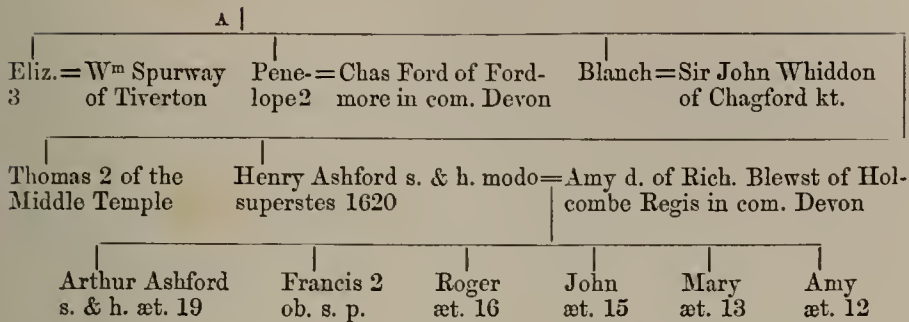 A
Eliz.=Wm Spurway Pene-=Chas Ford of Ford- Blanch=Sir John Whiddon
3 of Tiverton lope 2 more in com. Devon of Chagford kt.
Thomas 2 of the Henry Ashford s. & h. modo=Amy d. of Rich. Blewst of Hol-
Middle Temple superstes 1620 combe Regis in com. Devon
Arthur Ashford Francis 2 Roger John Mary Amy
s. & h. æt. 19 ob. s. p. æt. 16 æt. 15 æt. 13 æt. 12